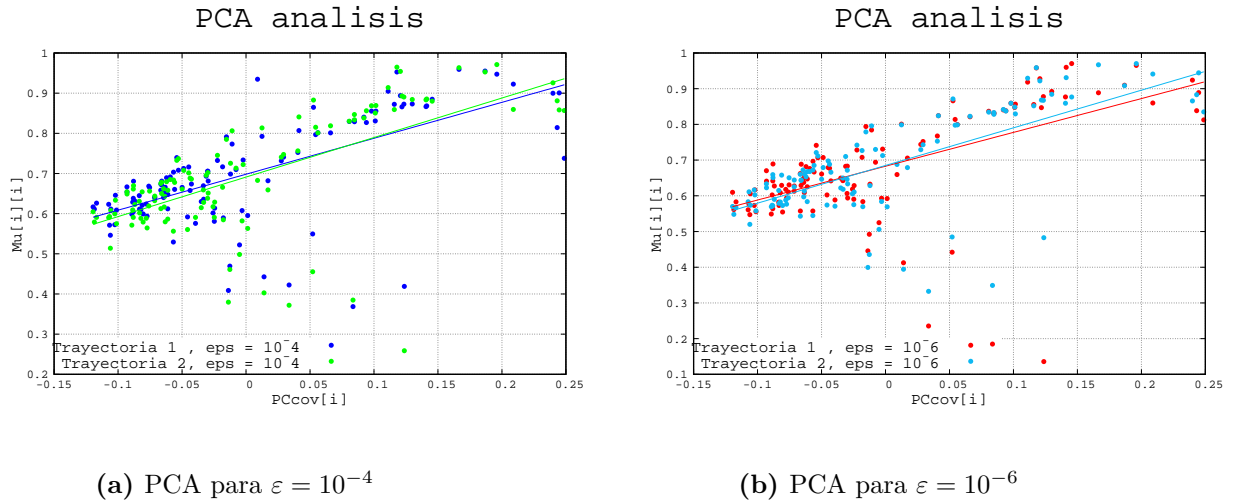 PCA analisis
1
0.9
0.8
0.7
0.6
0.5
0.4
0.3
0.2
Mu[i][i]
Trayectoria 1 , eps = 10^-4
Trayectoria 2, eps = 10^-4
-0.15 -0.1 -0.05 0 0.05 0.1 0.15 0.2 0.25
PCcov[i]
(a) PCA para ε = 10^−4
PCA analisis
1
0.9
0.8
0.7
0.6
0.5
0.4
0.3
0.2
Mu[i][i]
Trayectoria 1 , eps = 10^-6
Trayectoria 2, eps = 10^-6
-0.15 -0.1 -0.05 0 0.05 0.1 0.15 0.2 0.25
PCcov[i]
(b) PCA para ε = 10^−6